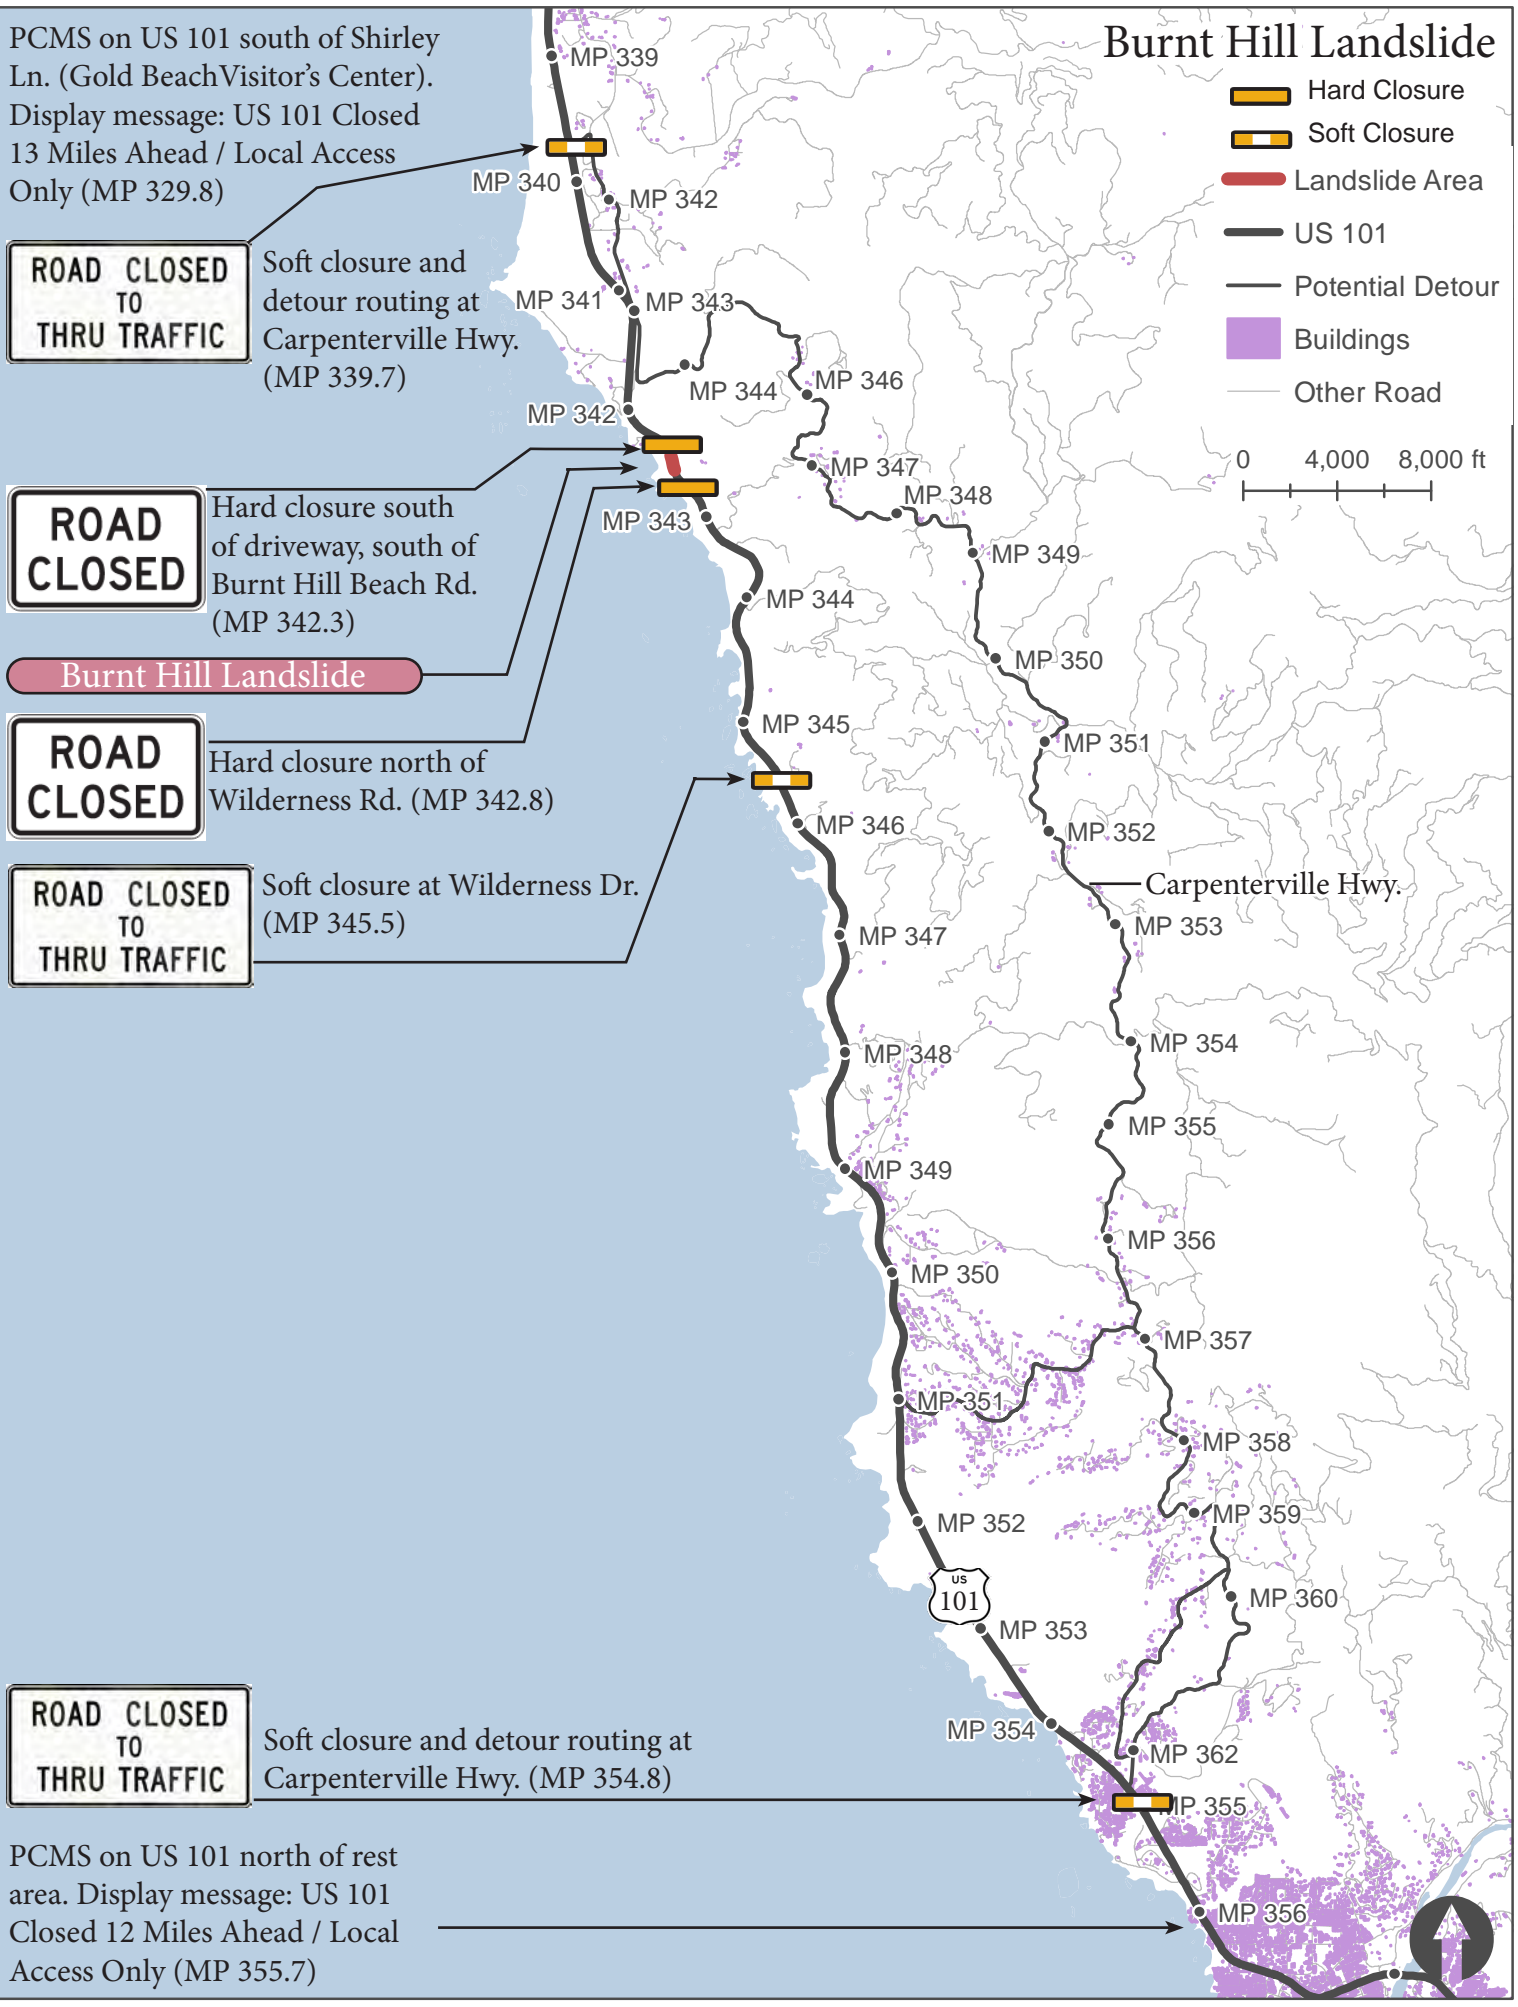 PCMS on US 101 south of Shirley
Ln. (Gold BeachVisitor's Center).
Display message: US 101 Closed
13 Miles Ahead / Local Access
Only (MP 329.8)
Burnt Hill Landslide
Hard Closure
Soft Closure
Landslide Area
US 101
Potential Detour
Buildings
Other Road
0 4,000 8,000 ft
ROAD CLOSED
TO
THRU TRAFFIC
Soft closure and
detour routing at
Carpenterville Hwy.
(MP 339.7)
ROAD
CLOSED
Hard closure south
of driveway, south of
Burnt Hill Beach Rd.
(MP 342.3)
Burnt Hill Landslide
ROAD
CLOSED
Hard closure north of
Wilderness Rd. (MP 342.8)
ROAD CLOSED
TO
THRU TRAFFIC
Soft closure at Wilderness Dr.
(MP 345.5)
ROAD CLOSED
TO
THRU TRAFFIC
Soft closure and detour routing at
Carpenterville Hwy. (MP 354.8)
PCMS on US 101 north of rest
area. Display message: US 101
Closed 12 Miles Ahead / Local
Access Only (MP 355.7)
MP 339
MP 340
MP 341
MP 342
MP 343
MP 344
MP 345
MP 346
MP 347
MP 348
MP 349
MP 350
MP 351
MP 352
US
101
MP 353
MP 354
MP 355
MP 356
MP 342
MP 343
MP 344
MP 346
MP 347
MP 348
MP 349
MP 350
MP 351
MP 352
Carpenterville Hwy.
MP 353
MP 354
MP 355
MP 356
MP 357
MP 358
MP 359
MP 360
MP 362